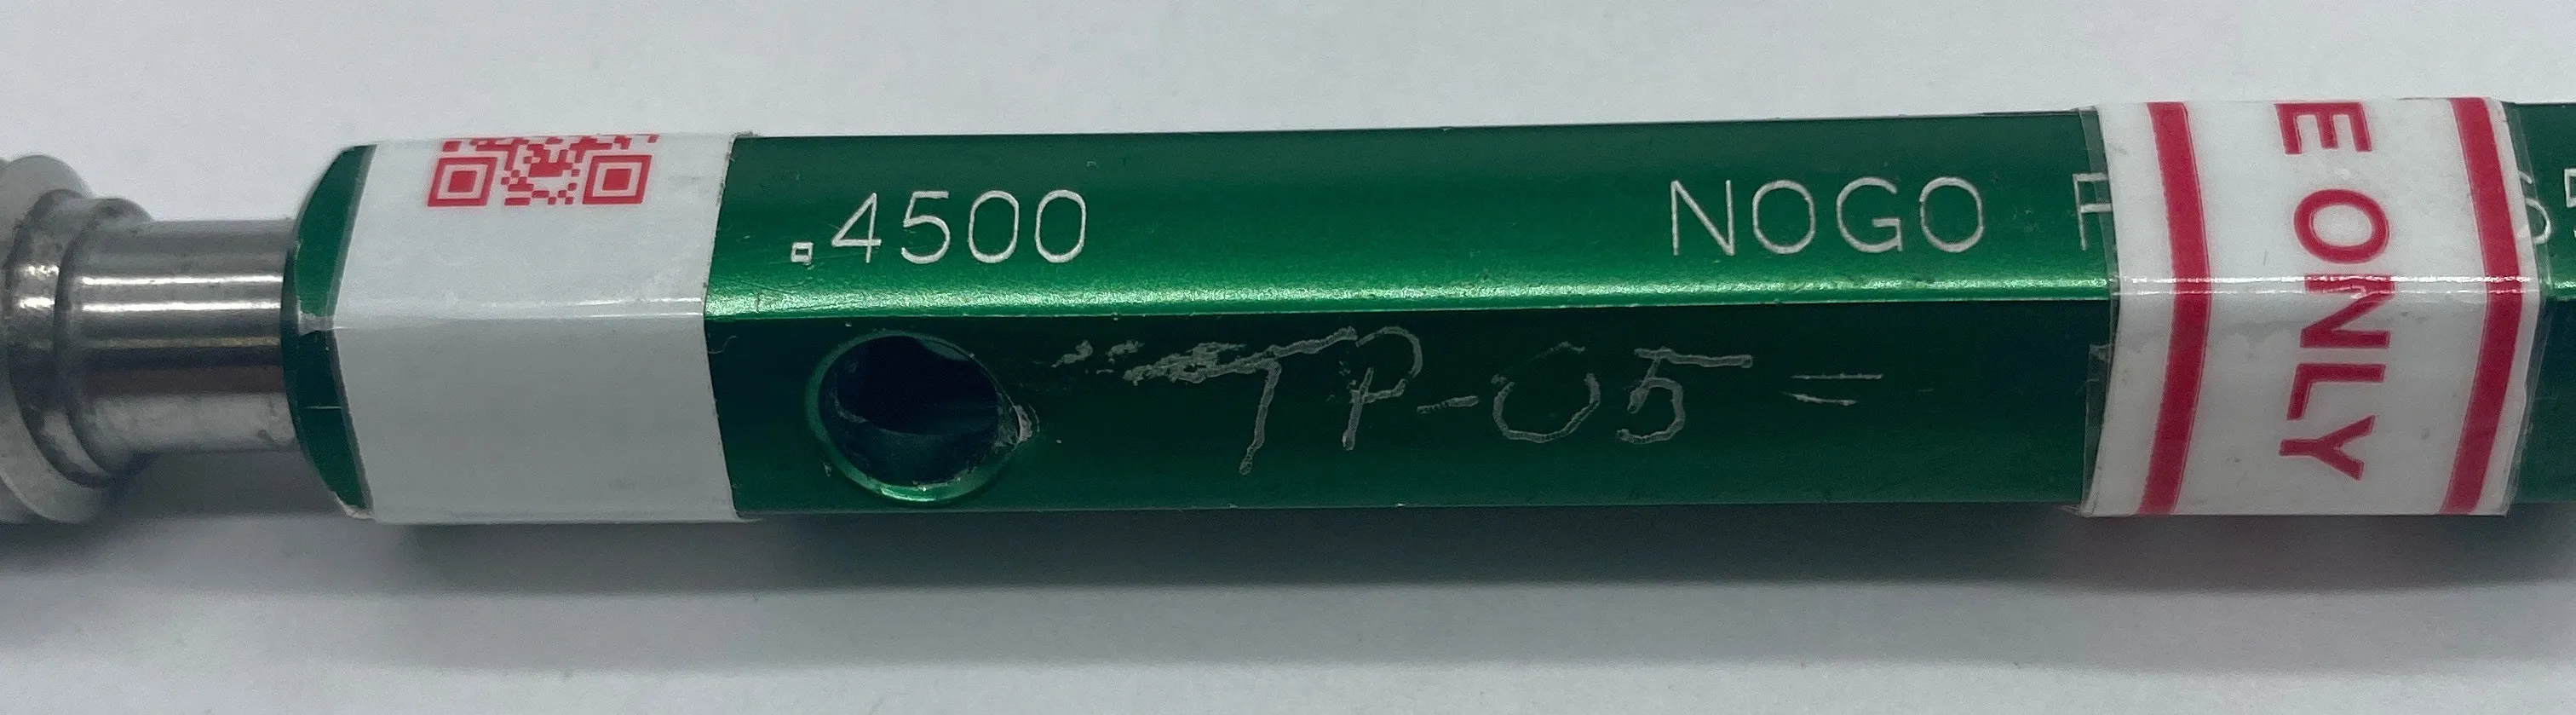 .4500 NOGO
TP-05 =
E ONLY